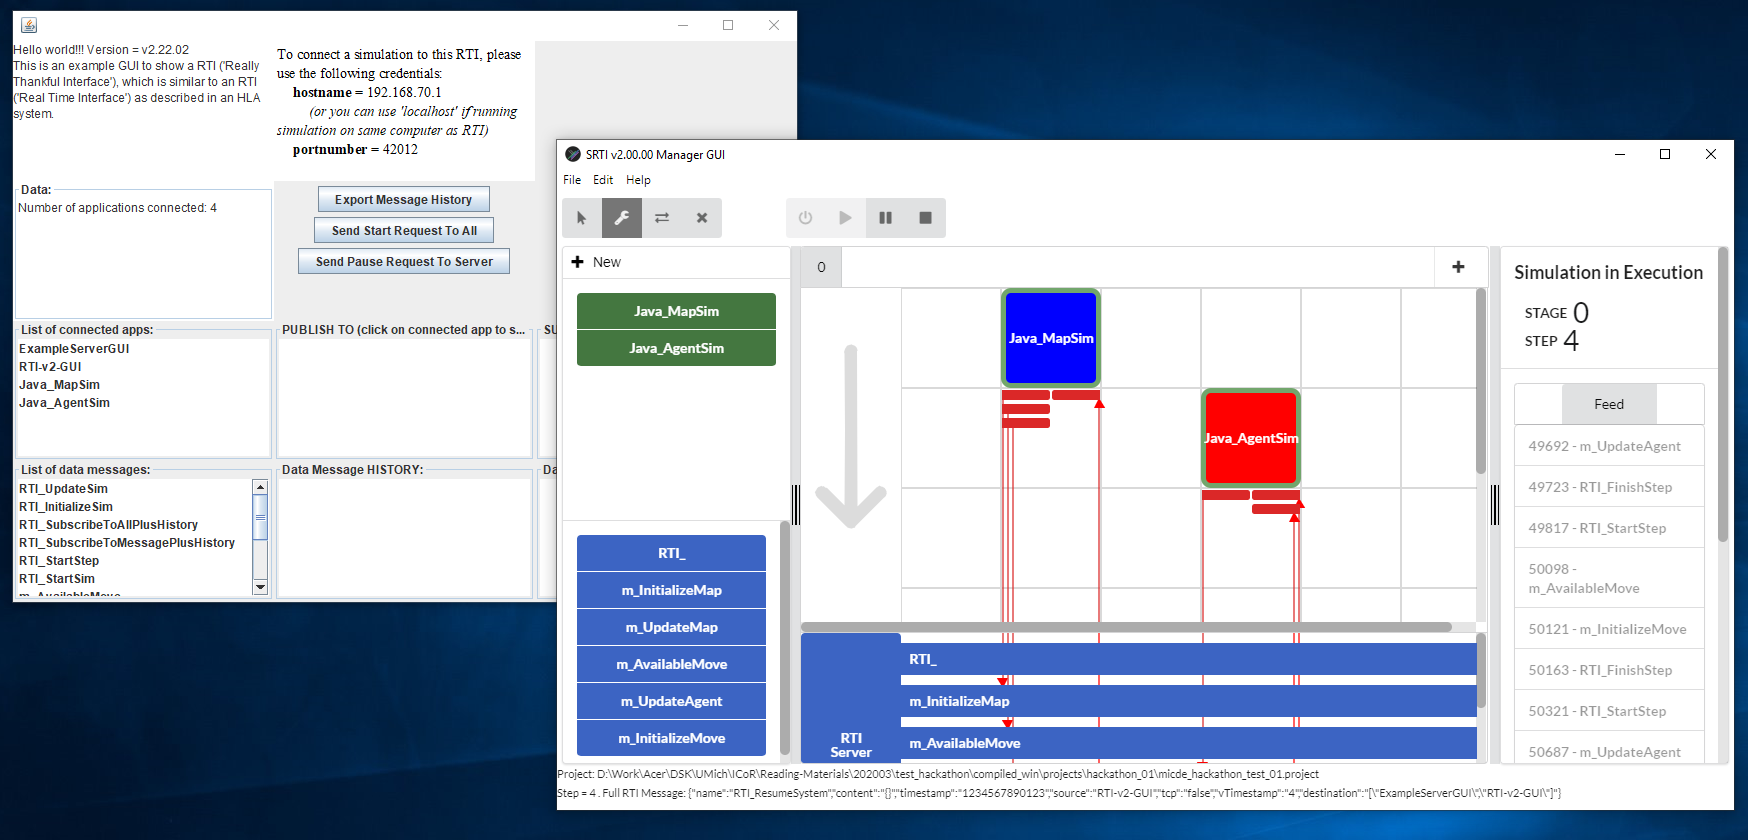 Hello world!!! Version = v2.22.02
This is an example GUI to show a RTI ('Really
Thankful Interface'), which is similar to an RTI
('Real Time Interface') as described in an HLA
system.
To connect a simulation to this RTI, please
use the following credentials:
hostname = 192.168.70.1
(or you can use 'localhost' if running
simulation on same computer as RTI)
portnumber = 42012
Data:
Number of applications connected: 4
Export Message History
Send Start Request To All
Send Pause Request To Server
List of connected apps:
ExampleServerGUI
RTI-v2-GUI
Java_MapSim
Java_AgentSim
PUBLISH TO (click on connected app to s...
SU
List of data messages:
RTI_UpdateSim
RTI_InitializeSim
RTI_SubscribeToAllPlusHistory
RTI_SubscribeToMessagePlusHistory
RTI_StartStep
RTI_StartSim
m_AvailableMove
Data Message HISTORY:
Da
SRTI v2.00.00 Manager GUI
File Edit Help
New
Java_MapSim
Java_AgentSim
RTI_
m_InitializeMap
m_UpdateMap
m_AvailableMove
m_UpdateAgent
m_InitializeMove
0
Java_MapSim
Java_AgentSim
RTI
Server
RTI_
m_InitializeMap
m_AvailableMove
Simulation in Execution
STAGE 0
STEP 4
Feed
49692 - m_UpdateAgent
49723 - RTI_FinishStep
49817 - RTI_StartStep
50098 -
m_AvailableMove
50121 - m_InitializeMove
50163 - RTI_FinishStep
50321 - RTI_StartStep
50687 - m_UpdateAgent
Project: D:\Work\Acer\DSK\UMich\ICoR\Reading-Materials\202003\test_hackathon\compiled_win\projects\hackathon_01\micde_hackathon_test_01.project
Step = 4 . Full RTI Message: {"name":"RTI_ResumeSystem","content":"{}","timestamp":"1234567890123","source":"RTI-v2-GUI","tcp":"false","vTimestamp":"4","destination":"[\"ExampleServerGUI\",\"RTI-v2-GUI\"]"}